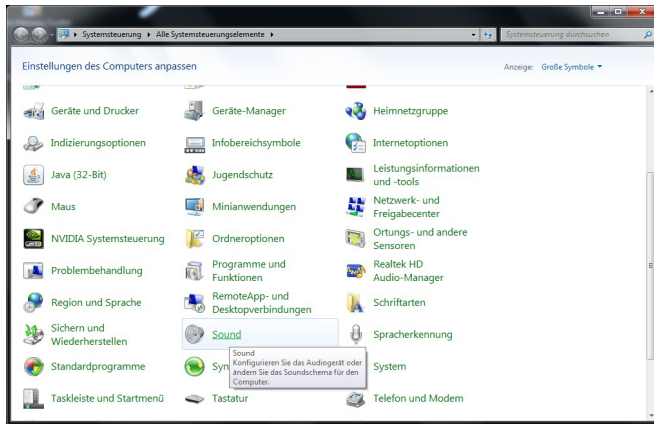 Systemsteuerung Alle Systemsteuerungselemente
Systemsteuerung durchsuchen
Einstellungen des Computers anpassen
Anzeige: Große Symbole
Geräte und Drucker
Geräte-Manager
Heimnetzgruppe
Indizierungsoptionen
Infobereichsymbole
Internetoptionen
Java (32-Bit)
Jugendschutz
Leistungsinformationen
und -tools
Maus
Minianwendungen
Netzwerk- und
Freigabecenter
NVIDIA Systemsteuerung
Ordneroptionen
Ortungs- und andere
Sensoren
Problembehandlung
Programme und
Funktionen
Realtek HD
Audio-Manager
Region und Sprache
RemoteApp- und
Desktopverbindungen
Schriftarten
Sichern und
Wiederherstellen
Sound
Spracherkennung
Sound
Konfigurieren Sie das Audiogerät oder
ändern Sie das Soundschema für den
Computer.
Standardprogramme
System
Taskleiste und Startmenü
Tastatur
Telefon und Modem